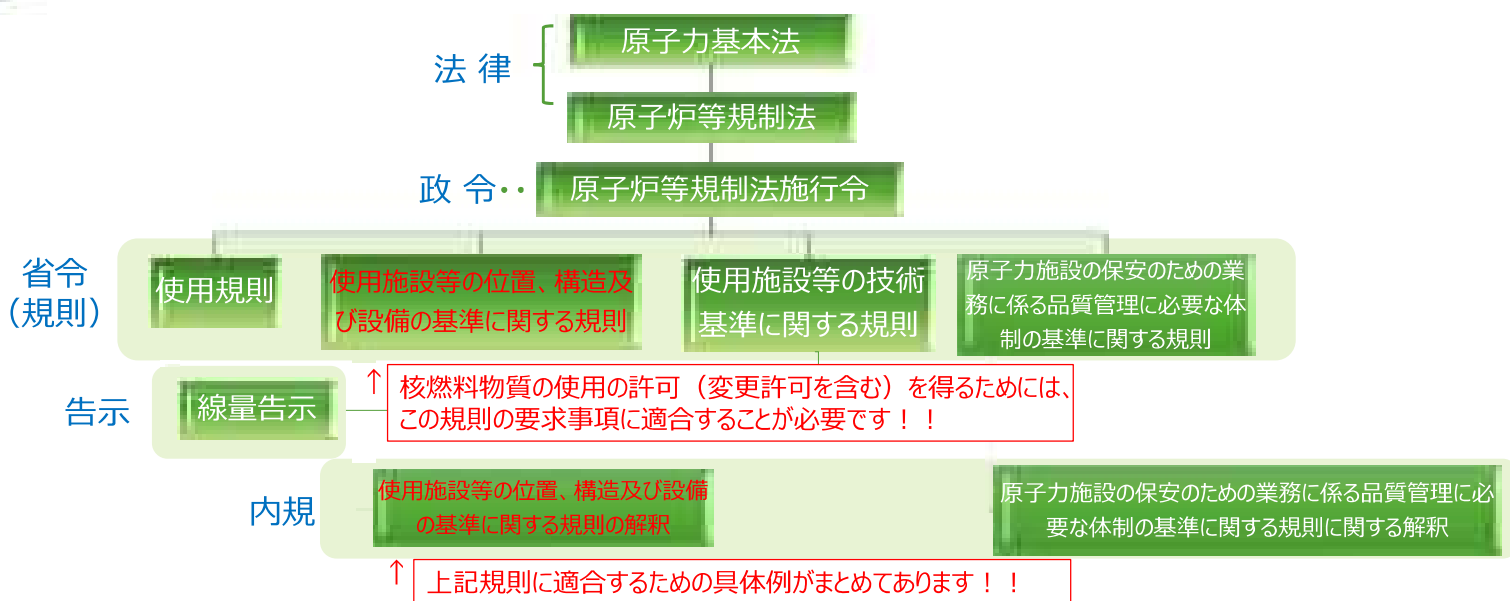 原子力基本法
法 律
原子炉等規制法
政 令‥
原子炉等規制法施行令
省令
（規則）
使用規則
使用施設等の位置、構造及
び設備の基準に関する規則
使用施設等の技術
基準に関する規則
原子力施設の保安のための業
務に係る品質管理に必要な体
制の基準に関する規則
↑
核燃料物質の使用の許可（変更許可を含む）を得るためには、
この規則の要求事項に適合することが必要です！！
告示
線量告示
内規
使用施設等の位置、構造及び設備
の基準に関する規則の解釈
原子力施設の保安のための業務に係る品質管理に必
要な体制の基準に関する規則に関する解釈
↑
上記規則に適合するための具体例がまとめてあります！！